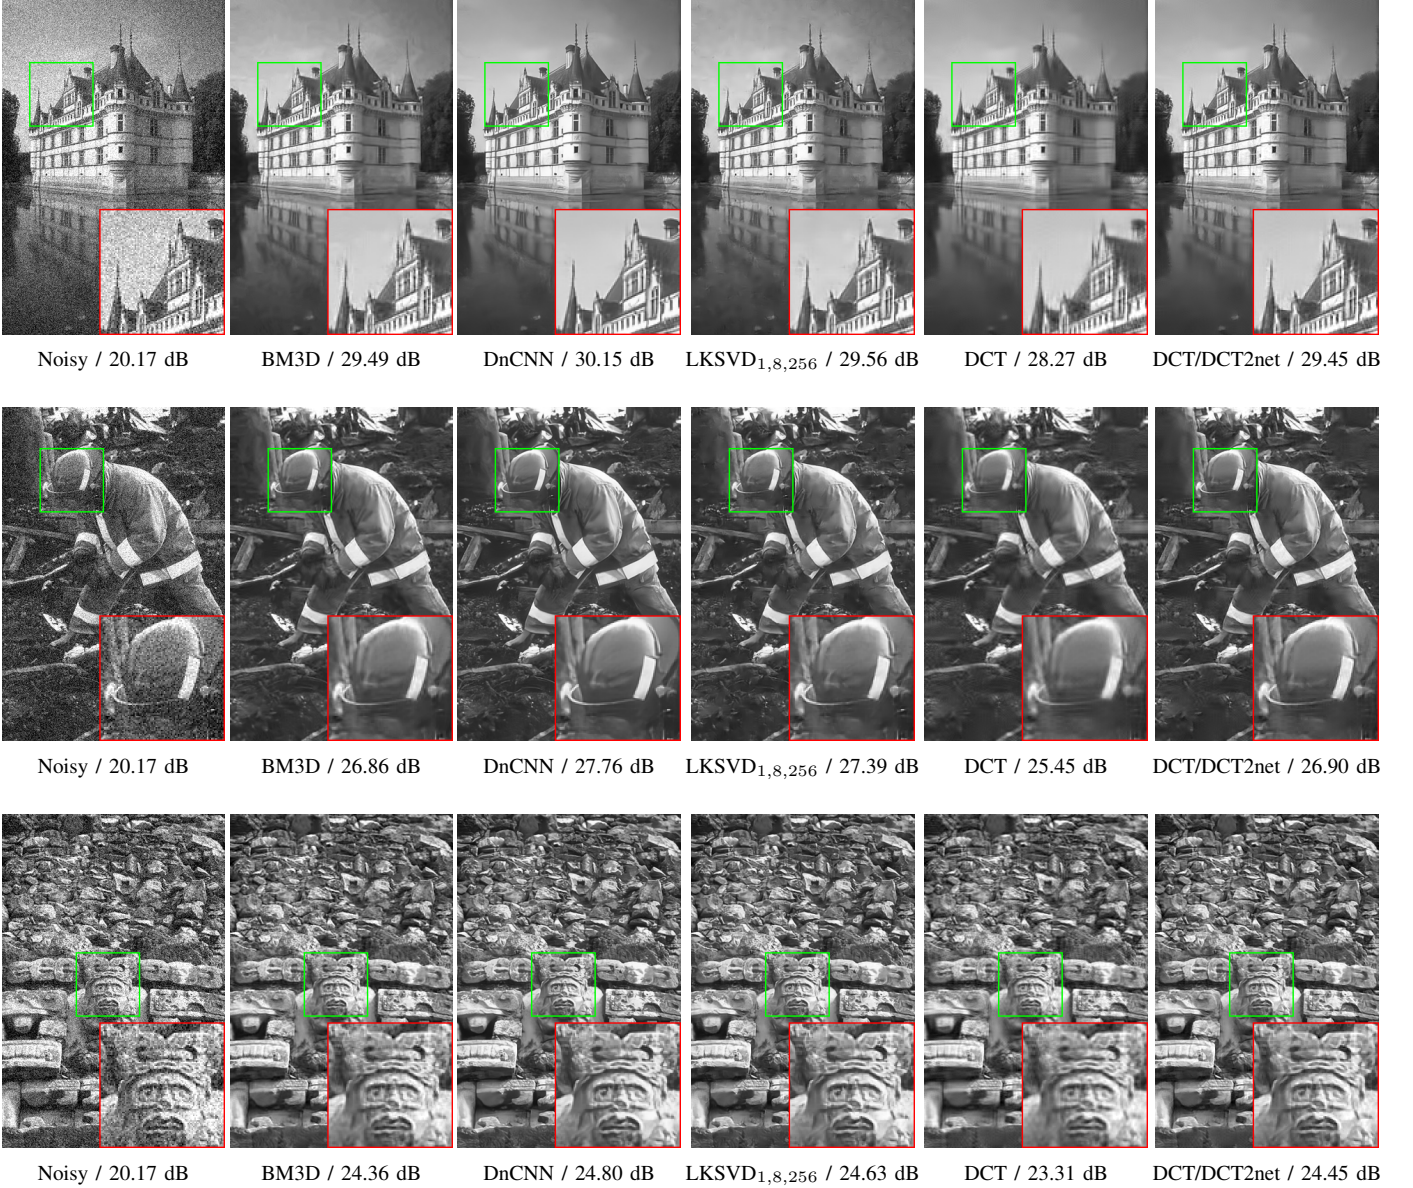 Noisy / 20.17 dB BM3D / 29.49 dB DnCNN / 30.15 dB LKSVD1,8,256 / 29.56 dB DCT / 28.27 dB DCT/DCT2net / 29.45 dB
Noisy / 20.17 dB BM3D / 26.86 dB DnCNN / 27.76 dB LKSVD1,8,256 / 27.39 dB DCT / 25.45 dB DCT/DCT2net / 26.90 dB
Noisy / 20.17 dB BM3D / 24.36 dB DnCNN / 24.80 dB LKSVD1,8,256 / 24.63 dB DCT / 23.31 dB DCT/DCT2net / 24.45 dB